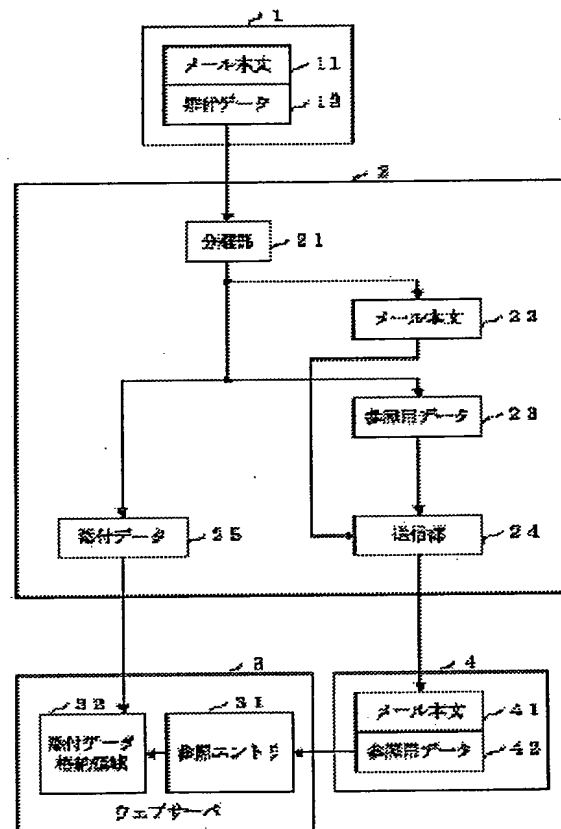 1
メール本文
11
添付データ
12
2
分離部
21
メール本文
22
参照用データ
23
添付データ
25
送信部
24
3
4
32
31
添付データ
格納領域
参照エントリ
メール本文
41
参照用データ
42
ウェブサーバ